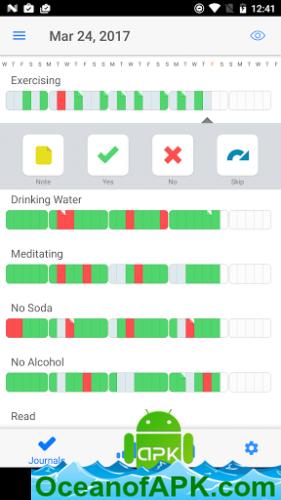 12:41
Mar 24, 2017
W T F S S M T W T F S S M T W T F S S M T W T F S S M T W T F
Exercising
Note Yes No Skip
Drinking Water
Meditating
No Soda
No Alcohol
Read
Journals
APK
OceanofAPK.com